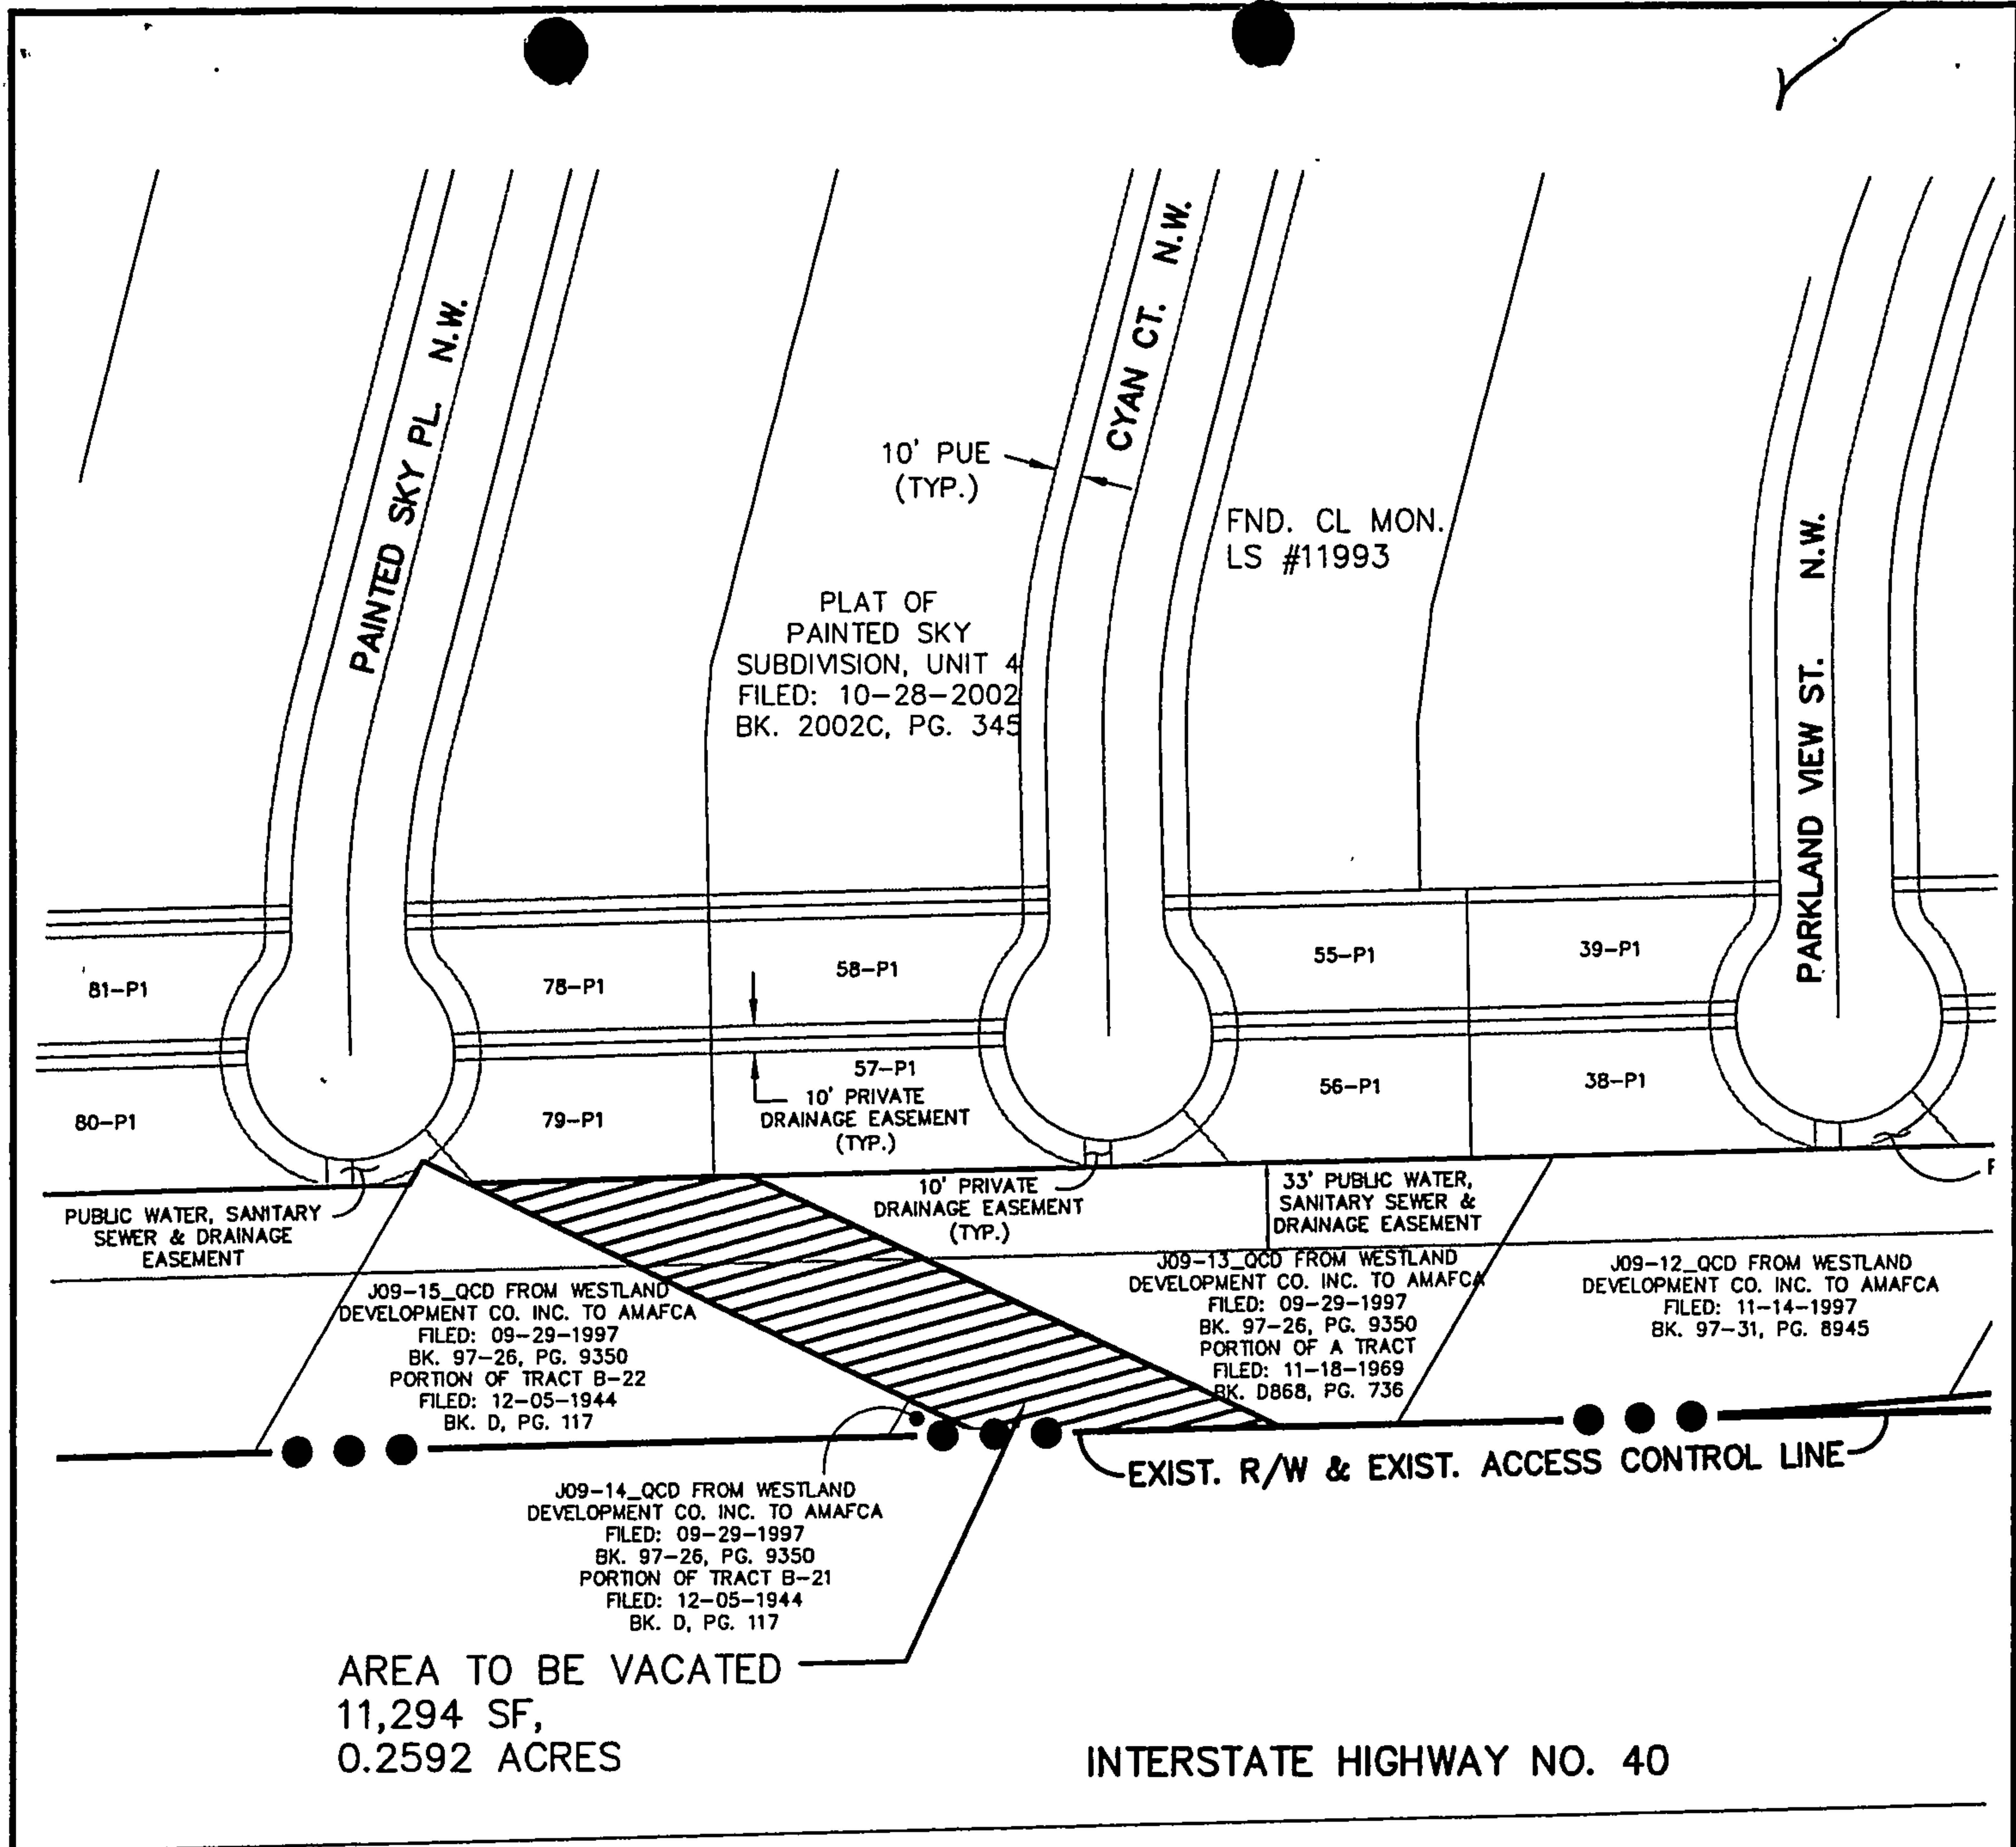 PAINTED SKY PL. N.W.
CYAN CT. N.W.
PARKLAND VIEW ST. N.W.
10' PUE
(TYP.)
FND. CL MON.
LS #11993
PLAT OF
PAINTED SKY
SUBDIVISION, UNIT 4
FILED: 10-28-2002
BK. 2002C, PG. 345
81-P1
78-P1
58-P1
55-P1
39-P1
80-P1
79-P1
57-P1
56-P1
38-P1
10' PRIVATE
DRAINAGE EASEMENT
(TYP.)
PUBLIC WATER, SANITARY
SEWER & DRAINAGE
EASEMENT
10' PRIVATE
DRAINAGE EASEMENT
(TYP.)
33' PUBLIC WATER,
SANITARY SEWER &
DRAINAGE EASEMENT
J09-15_QCD FROM WESTLAND
DEVELOPMENT CO. INC. TO AMAFCA
FILED: 09-29-1997
BK. 97-26, PG. 9350
PORTION OF TRACT B-22
FILED: 12-05-1944
BK. D, PG. 117
J09-13_QCD FROM WESTLAND
DEVELOPMENT CO. INC. TO AMAFCA
FILED: 09-29-1997
BK. 97-26, PG. 9350
PORTION OF A TRACT
FILED: 11-18-1969
BK. D868, PG. 736
J09-12_QCD FROM WESTLAND
DEVELOPMENT CO. INC. TO AMAFCA
FILED: 11-14-1997
BK. 97-31, PG. 8945
EXIST. R/W & EXIST. ACCESS CONTROL LINE
J09-14_QCD FROM WESTLAND
DEVELOPMENT CO. INC. TO AMAFCA
FILED: 09-29-1997
BK. 97-26, PG. 9350
PORTION OF TRACT B-21
FILED: 12-05-1944
BK. D, PG. 117
AREA TO BE VACATED
11,294 SF,
0.2592 ACRES
INTERSTATE HIGHWAY NO. 40